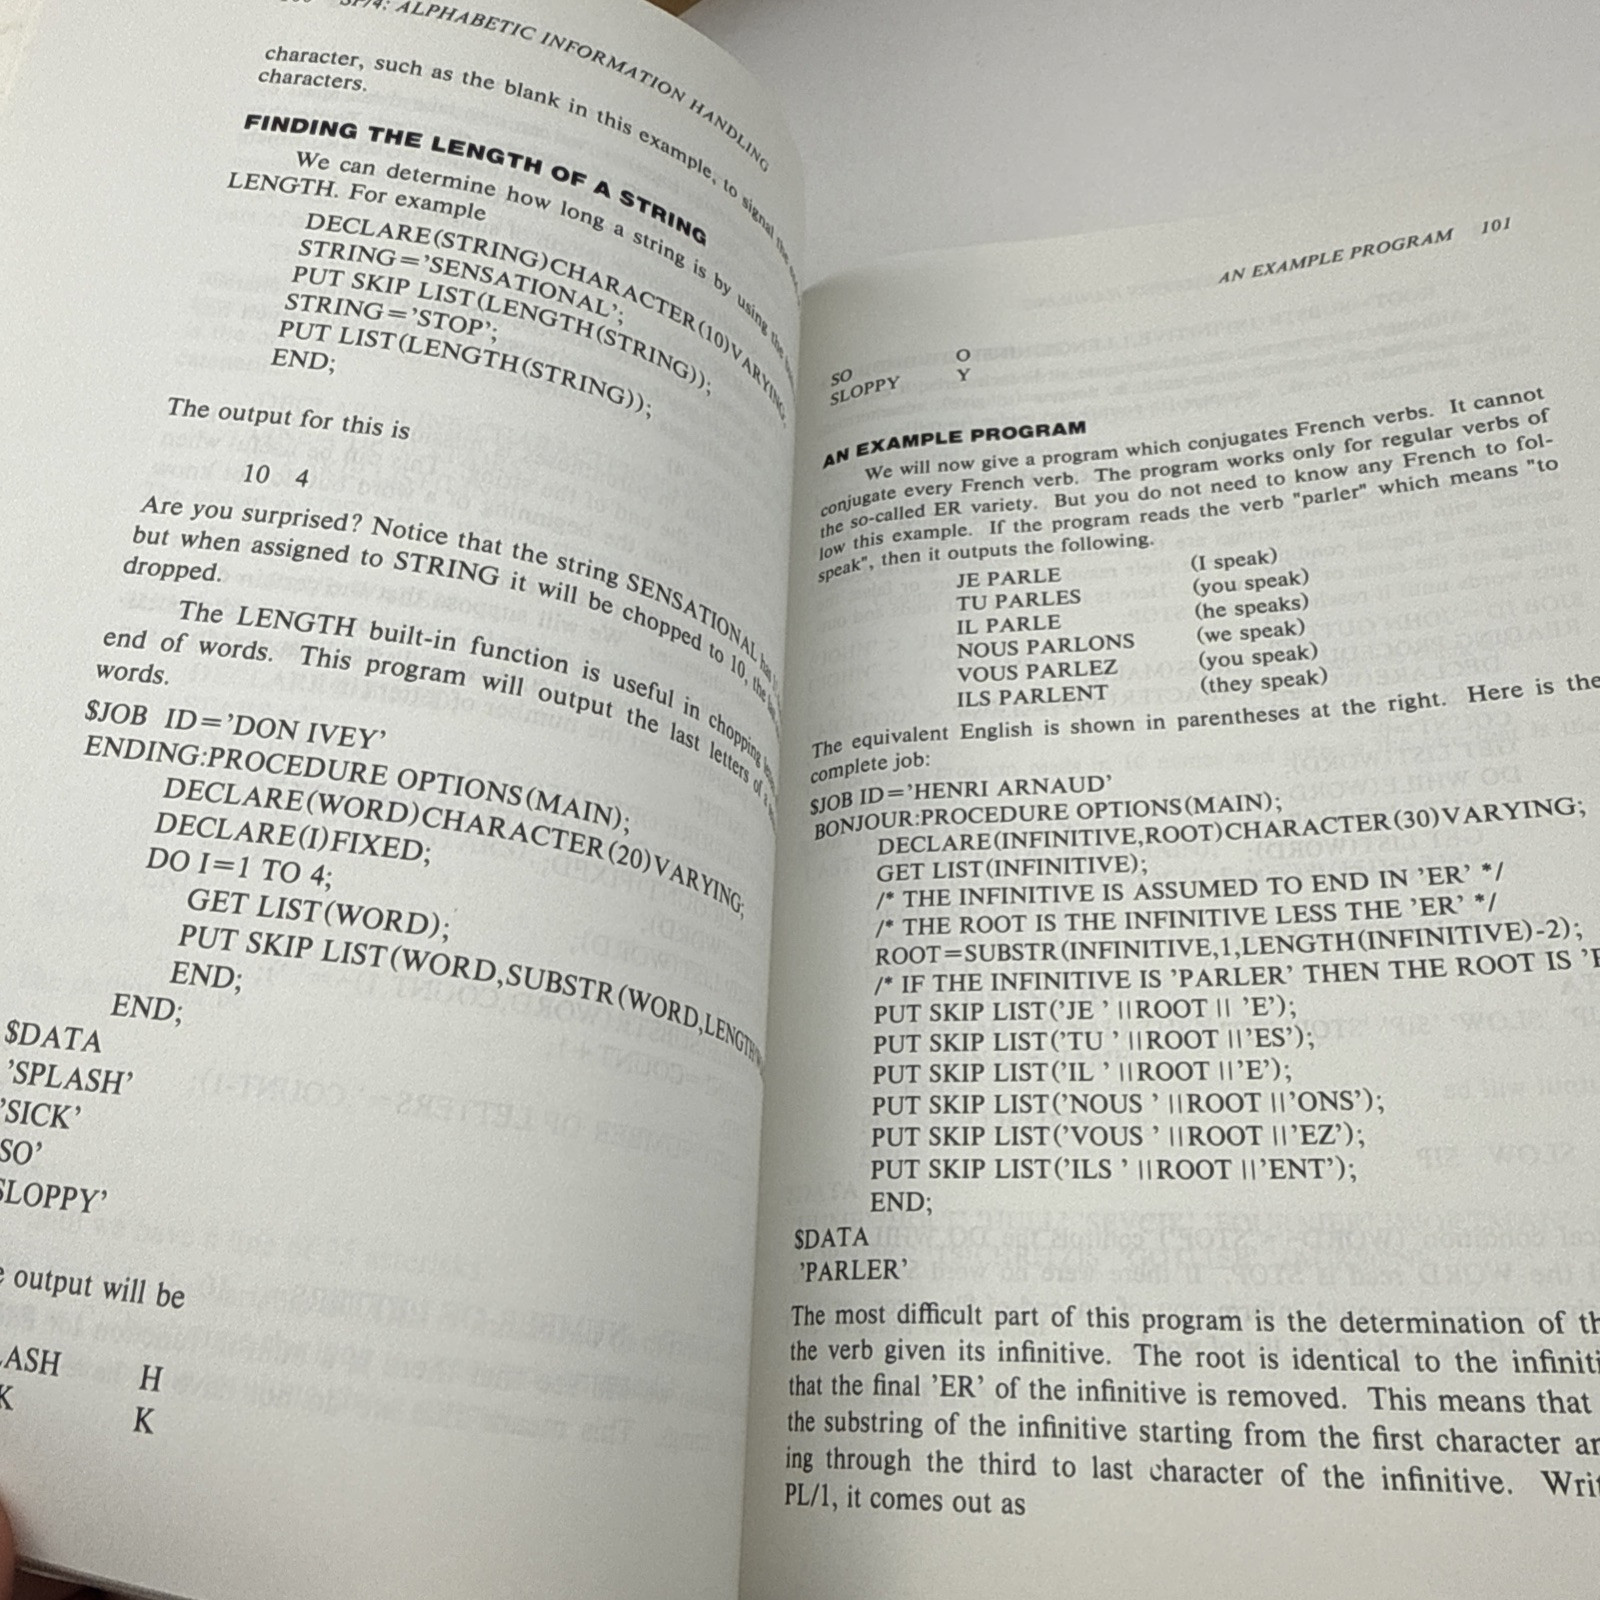 SP/4: ALPHABETIC INFORMATION HANDLING
character, such as the blank in this example, to signal the
characters.
FINDING THE LENGTH OF A STRING
We can determine how long a string is by using the
LENGTH. For example
DECLARE(STRING)CHARACTER(10)VARYING;
STRING='SENSATIONAL';
PUT SKIP LIST(LENGTH(STRING));
STRING='STOP';
PUT LIST(LENGTH(STRING));
END;
The output for this is
10 4
Are you surprised? Notice that the string SENSATIONAL has
but when assigned to STRING it will be chopped to 10, the
dropped.
The LENGTH built-in function is useful in chopping
end of words. This program will output the last letters of
words.
$JOB ID='DON IVEY'
ENDING:PROCEDURE OPTIONS(MAIN);
DECLARE(WORD)CHARACTER(20)VARYING;
DECLARE(I)FIXED;
DO I=1 TO 4;
GET LIST(WORD);
PUT SKIP LIST(WORD,SUBSTR(WORD,LENGTH
END;
END;
$DATA
'SPLASH'
'SICK'
SO'
SLOPPY'
output will be
LASH H
K K
AN EXAMPLE PROGRAM 101
SO O
SLOPPY Y
AN EXAMPLE PROGRAM
We will now give a program which conjugates French verbs. It cannot
conjugate every French verb. The program works only for regular verbs of
the so-called ER variety. But you do not need to know any French to fol-
low this example. If the program reads the verb "parler" which means "to
speak", then it outputs the following.
JE PARLE (I speak)
TU PARLES (you speak)
IL PARLE (he speaks)
NOUS PARLONS (we speak)
VOUS PARLEZ (you speak)
ILS PARLENT (they speak)
The equivalent English is shown in parentheses at the right. Here is the
complete job:
$JOB ID='HENRI ARNAUD'
BONJOUR:PROCEDURE OPTIONS(MAIN);
DECLARE(INFINITIVE,ROOT)CHARACTER(30)VARYING;
GET LIST(INFINITIVE);
/* THE INFINITIVE IS ASSUMED TO END IN 'ER' */
/* THE ROOT IS THE INFINITIVE LESS THE 'ER' */
ROOT=SUBSTR(INFINITIVE,1,LENGTH(INFINITIVE)-2);
/* IF THE INFINITIVE IS 'PARLER' THEN THE ROOT IS
PUT SKIP LIST('JE ' ||ROOT || 'E');
PUT SKIP LIST('TU ' ||ROOT ||'ES');
PUT SKIP LIST('IL ' ||ROOT ||'E');
PUT SKIP LIST('NOUS ' ||ROOT ||'ONS');
PUT SKIP LIST('VOUS ' ||ROOT ||'EZ');
PUT SKIP LIST('ILS ' ||ROOT ||'ENT');
END;
$DATA
'PARLER'
The most difficult part of this program is the determination of
the verb given its infinitive. The root is identical to the
that the final 'ER' of the infinitive is removed. This means that
the substring of the infinitive starting from the first character
ing through the third to last character of the infinitive.
PL/1, it comes out as